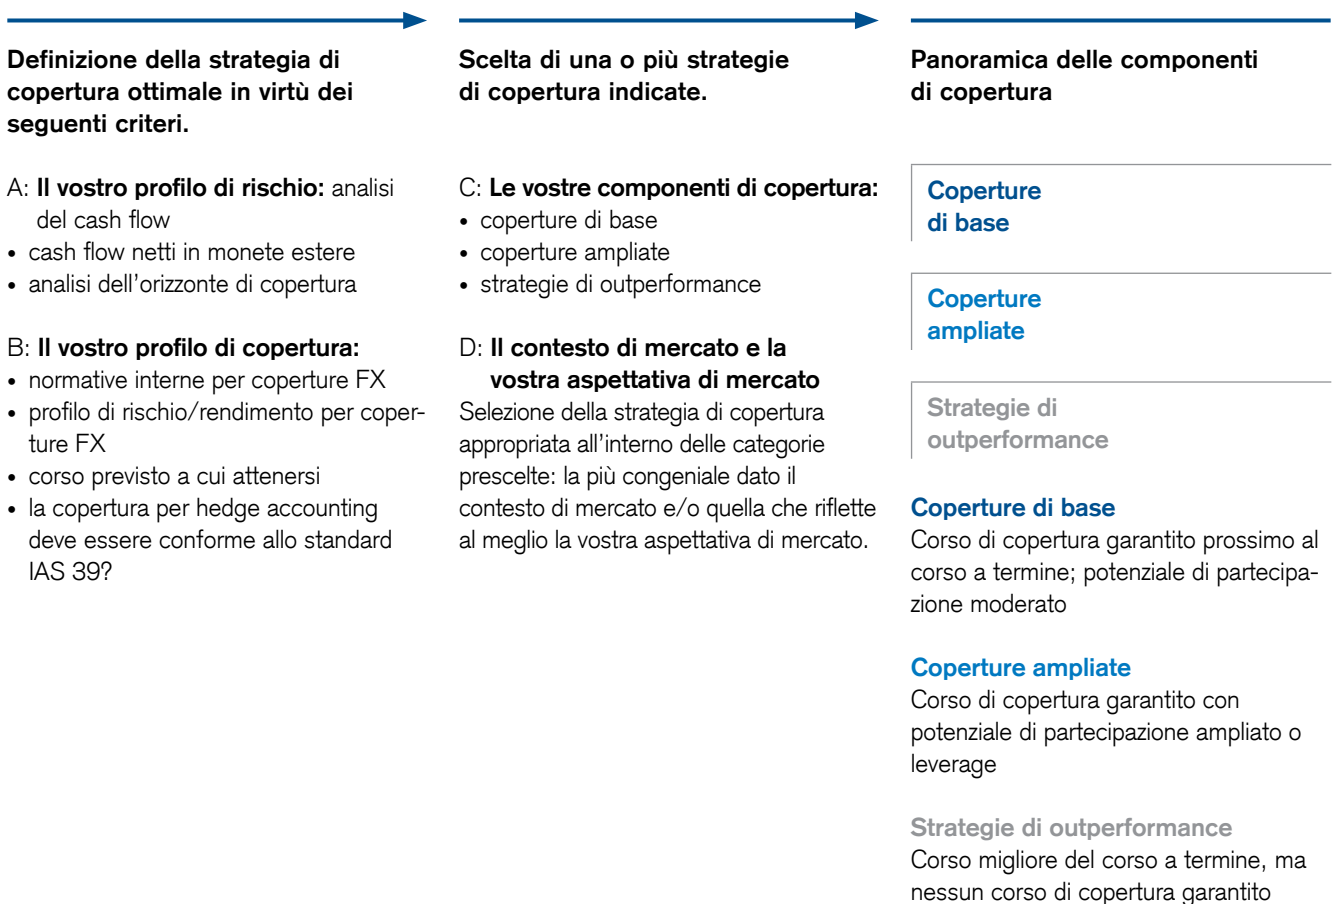 Definizione della strategia di
copertura ottimale in virtù dei
seguenti criteri.
A: Il vostro profilo di rischio: analisi
del cash flow
• cash flow netti in monete estere
• analisi dell'orizzonte di copertura
B: Il vostro profilo di copertura:
• normative interne per coperture FX
• profilo di rischio/rendimento per coper-
ture FX
• corso previsto a cui attenersi
• la copertura per hedge accounting
deve essere conforme allo standard
IAS 39?
Scelta di una o più strategie
di copertura indicate.
C: Le vostre componenti di copertura:
• coperture di base
• coperture ampliate
• strategie di outperformance
D: Il contesto di mercato e la
vostra aspettativa di mercato
Selezione della strategia di copertura
appropriata all'interno delle categorie
prescelte: la più congeniale dato il
contesto di mercato e/o quella che riflette
al meglio la vostra aspettativa di mercato.
Panoramica delle componenti
di copertura
Coperture
di base
Coperture
ampliate
Strategie di
outperformance
Coperture di base
Corso di copertura garantito prossimo al
corso a termine; potenziale di partecipa-
zione moderato
Coperture ampliate
Corso di copertura garantito con
potenziale di partecipazione ampliato o
leverage
Strategie di outperformance
Corso migliore del corso a termine, ma
nessun corso di copertura garantito